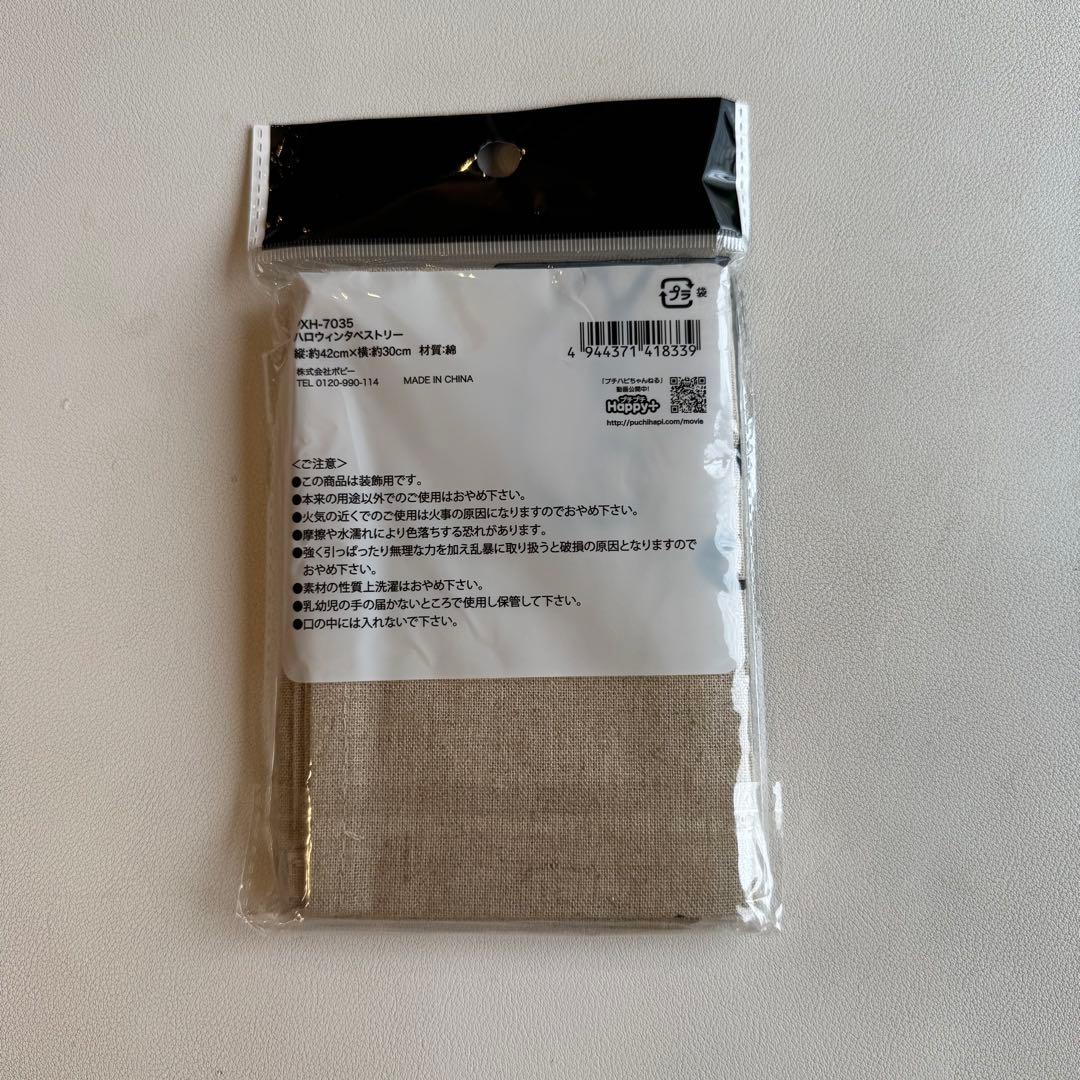 プラ 袋
XH-7035
ハロウィンタペストリー
縦:約42cm×横:約30cm 材質:綿
4 944371 418339
株式会社ポピー
TEL 0120-990-114 MADE IN CHINA
「プチハピちゃんねる」
動画公開中!
プチプチ
Happy+
http://puchihapi.com/movie
<ご注意>
●この商品は装飾用です。
●本来の用途以外でのご使用はおやめ下さい。
●火気の近くでのご使用は火事の原因になりますのでおやめ下さい。
●摩擦や水濡れにより色落ちする恐れがあります。
●強く引っぱったり無理な力を加え乱暴に取り扱うと破損の原因となりますので
おやめ下さい。
●素材の性質上洗濯はおやめ下さい。
●乳幼児の手の届かないところで使用し保管して下さい。
●口の中には入れないで下さい。